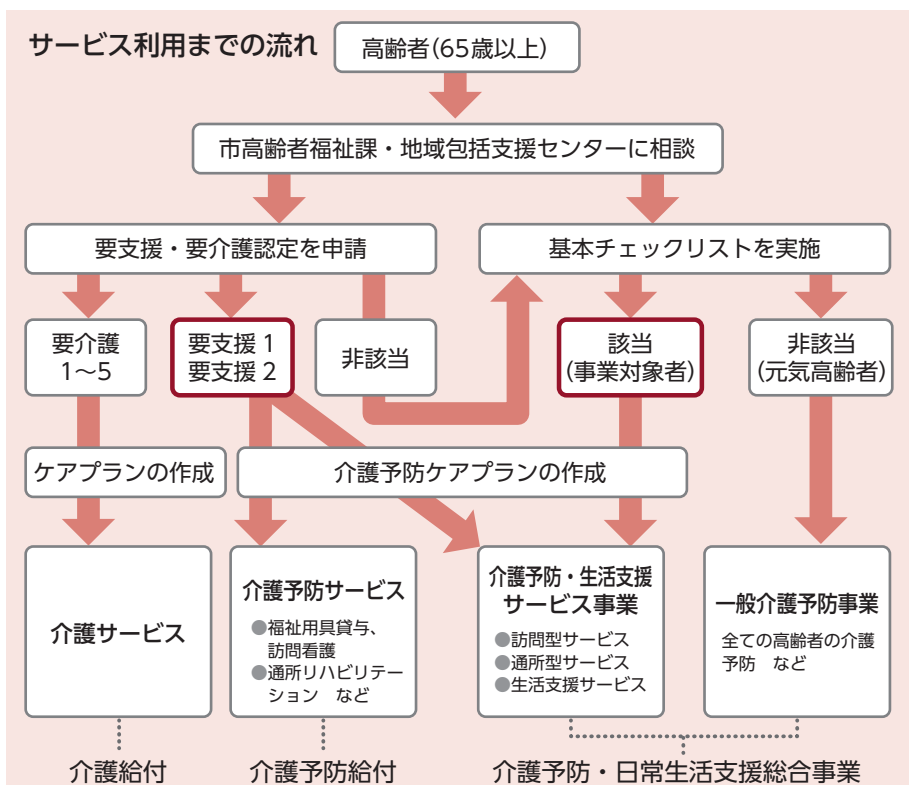 サービス利用までの流れ
高齢者(65歳以上)
市高齢者福祉課・地域包括支援センターに相談
要支援・要介護認定を申請
基本チェックリストを実施
要介護
1〜5
要支援 1
要支援 2
非該当
該当
(事業対象者)
非該当
(元気高齢者)
ケアプランの作成
介護予防ケアプランの作成
介護サービス
介護予防サービス
●福祉用具貸与、
訪問看護
●通所リハビリテー
ション　など
介護予防・生活支援
サービス事業
●訪問型サービス
●通所型サービス
●生活支援サービス
一般介護予防事業
全ての高齢者の介護
予防　など
介護給付
介護予防給付
介護予防・日常生活支援総合事業